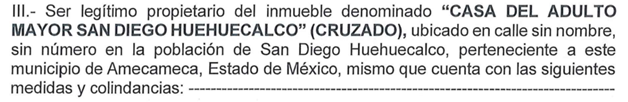 III.- Ser legítimo propietario del inmueble denominado “CASA DEL ADULTO
MAYOR SAN DIEGO HUEHUECALCO” (CRUZADO), ubicado en calle sin nombre,
sin número en la población de San Diego Huehuecalco, perteneciente a este
municipio de Amecameca, Estado de México, mismo que cuenta con las siguientes
medidas y colindancias: --------------------------------------------------------------------------------